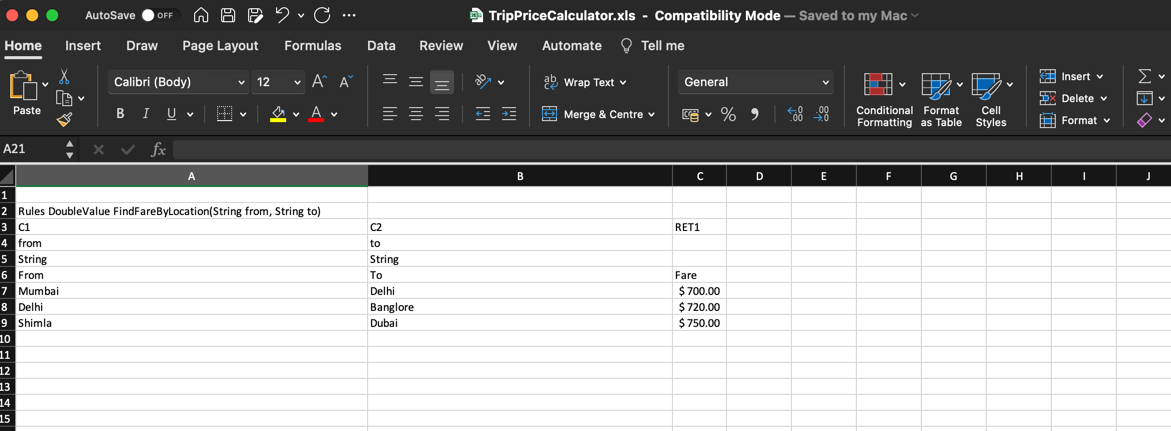 AutoSave OFF TripPriceCalculator.xls - Compatibility Mode — Saved to my Mac
Home Insert Draw Page Layout Formulas Data Review View Automate Tell me
Paste
Calibri (Body) 12 A A
B I U A
ab Wrap Text
Merge & Centre
General
%
Conditional Formatting
Format as Table
Cell Styles
Insert
Delete
Format
A21 fx
A B C D E F G H I J
1
2 Rules DoubleValue FindFareByLocation(String from, String to)
3 C1 C2 RET1
4 from to
5 String String
6 From To Fare
7 Mumbai Delhi $ 700.00
8 Delhi Banglore $ 720.00
9 Shimla Dubai $ 750.00
10
11
12
13
14
15